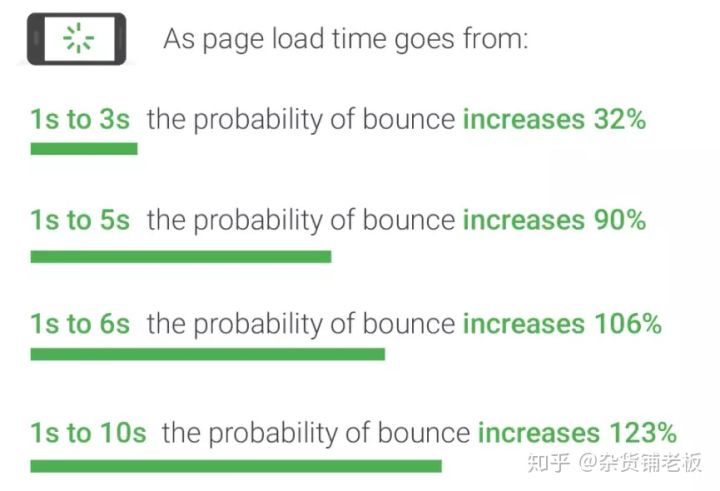 As page load time goes from:
1s to 3s the probability of bounce increases 32%
1s to 5s the probability of bounce increases 90%
1s to 6s the probability of bounce increases 106%
1s to 10s the probability of bounce increases 123%
知乎 @杂货铺老板